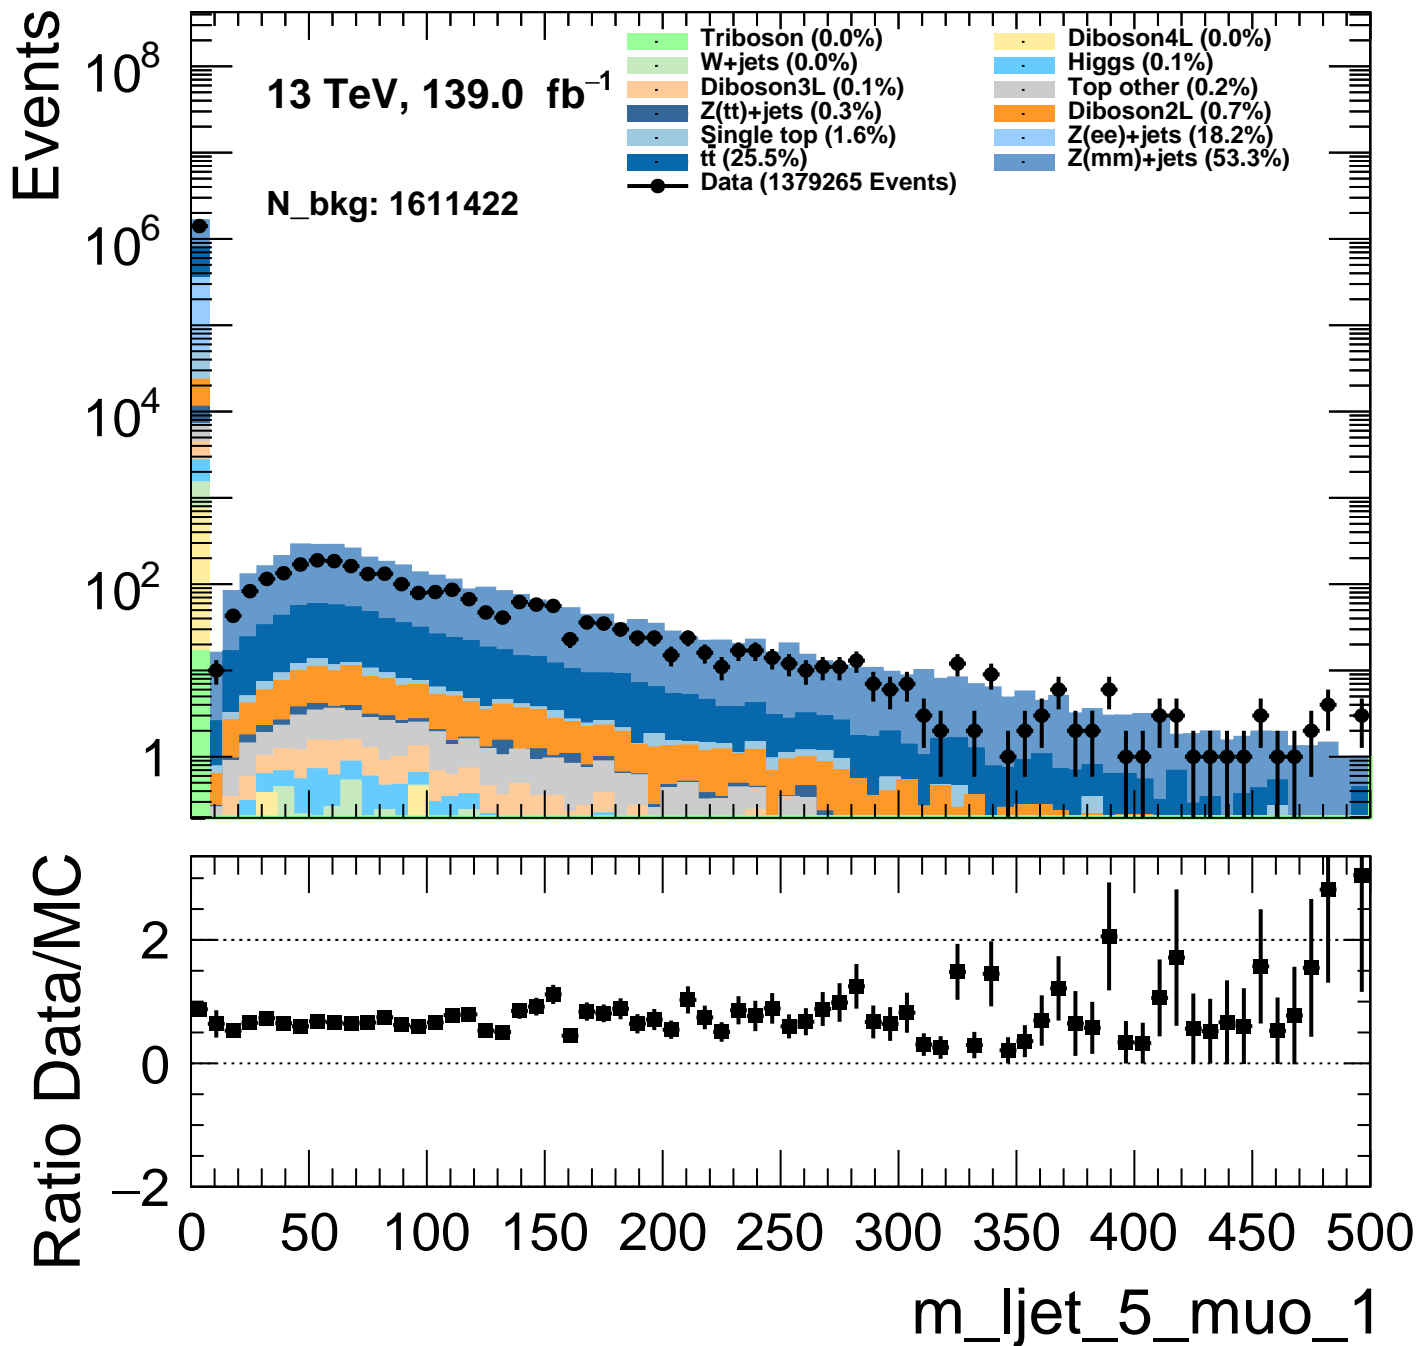 Events
10^8
10^6
10^4
10^2
1
13 TeV, 139.0 fb^−1
N_bkg: 1611422
Triboson (0.0%)
W+jets (0.0%)
Diboson3L (0.1%)
Z(tt)+jets (0.3%)
Single top (1.6%)
tt̄ (25.5%)
Data (1379265 Events)
Diboson4L (0.0%)
Higgs (0.1%)
Top other (0.2%)
Diboson2L (0.7%)
Z(ee)+jets (18.2%)
Z(mm)+jets (53.3%)
Ratio Data/MC
2
0
−2
0 50 100 150 200 250 300 350 400 450 500
m_ljet_5_muo_1